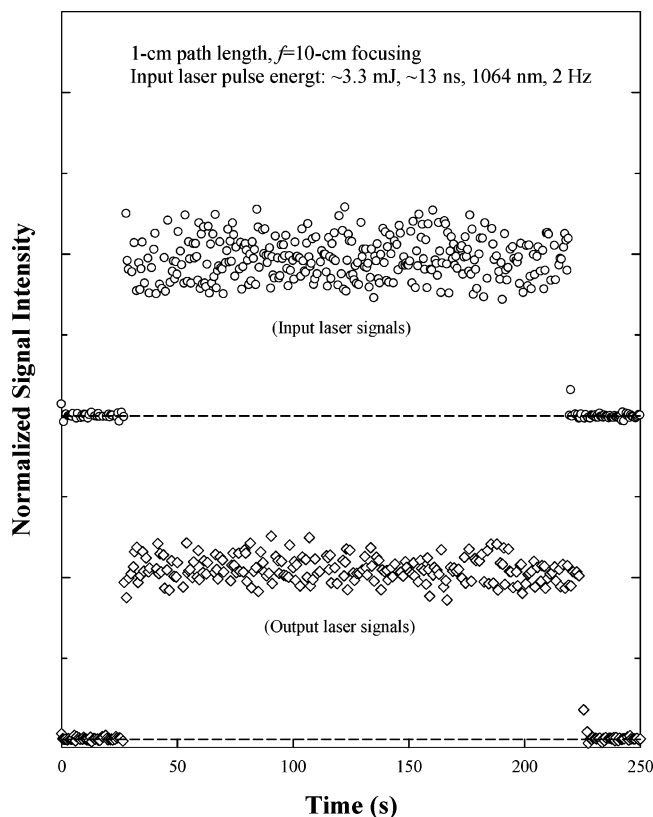 1-cm path length, f=10-cm focusing
Input laser pulse energt: ~3.3 mJ, ~13 ns, 1064 nm, 2 Hz
Normalized Signal Intensity
(Input laser signals)
(Output laser signals)
0 50 100 150 200 250
Time (s)